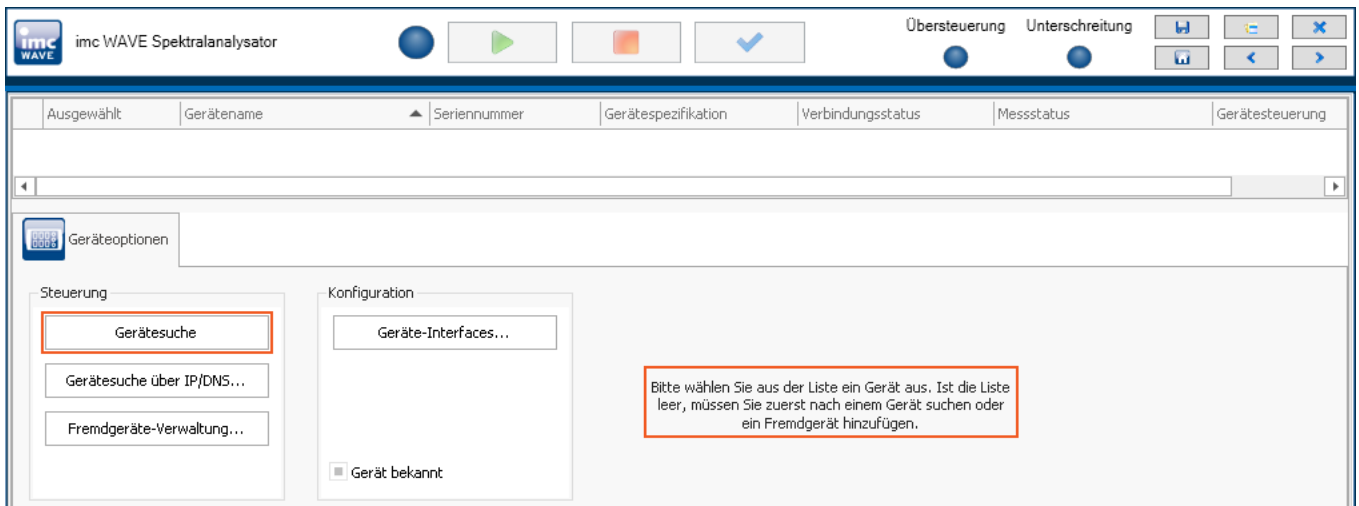 imc WAVE
imc WAVE Spektralanalysator
Übersteuerung Unterschreitung
Ausgewählt Gerätename Seriennummer Gerätespezifikation Verbindungsstatus Messstatus Gerätesteuerung
Geräteoptionen
Steuerung
Gerätesuche
Gerätesuche über IP/DNS...
Fremdgeräte-Verwaltung...
Konfiguration
Geräte-Interfaces...
Gerät bekannt
Bitte wählen Sie aus der Liste ein Gerät aus. Ist die Liste
leer, müssen Sie zuerst nach einem Gerät suchen oder
ein Fremdgerät hinzufügen.